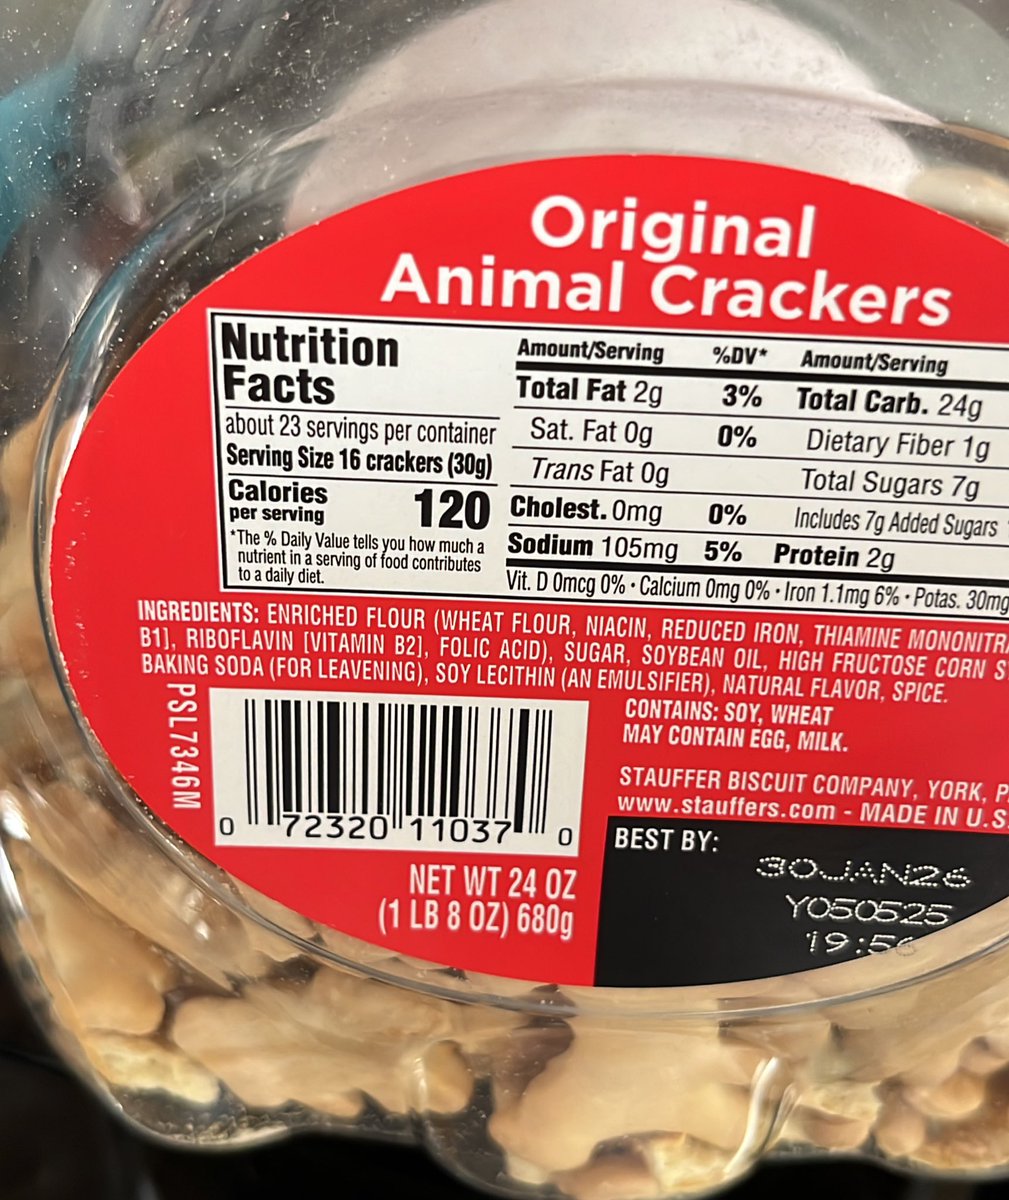 Original
Animal Crackers
Nutrition
Facts
about 23 servings per container
Serving Size 16 crackers (30g)
Calories
per serving
120
*The % Daily Value tells you how much a
nutrient in a serving of food contributes
to a daily diet.
Amount/Serving %DV* Amount/Serving
Total Fat 2g 3% Total Carb. 24g
Sat. Fat 0g 0% Dietary Fiber 1g
Trans Fat 0g Total Sugars 7g
Cholest. 0mg 0% Includes 7g Added Sugars
Sodium 105mg 5% Protein 2g
Vit. D 0mcg 0% • Calcium 0mg 0% • Iron 1.1mg 6% • Potas. 30mg
INGREDIENTS: ENRICHED FLOUR (WHEAT FLOUR, NIACIN, REDUCED IRON, THIAMINE
B1], RIBOFLAVIN [VITAMIN B2], FOLIC ACID), SUGAR, SOYBEAN OIL, HIGH FRUCTOSE CORN
BAKING SODA (FOR LEAVENING), SOY LECITHIN (AN EMULSIFIER), NATURAL FLAVOR, SPICE.
CONTAINS: SOY, WHEAT
MAY CONTAIN EGG, MILK.
PSL7346M
0 72320 11037 0
STAUFFER BISCUIT COMPANY, YORK,
www.stauffers.com - MADE IN U.S.
NET WT 24 OZ
(1 LB 8 OZ) 680g
BEST BY:
30JAN26
Y050525
19:56